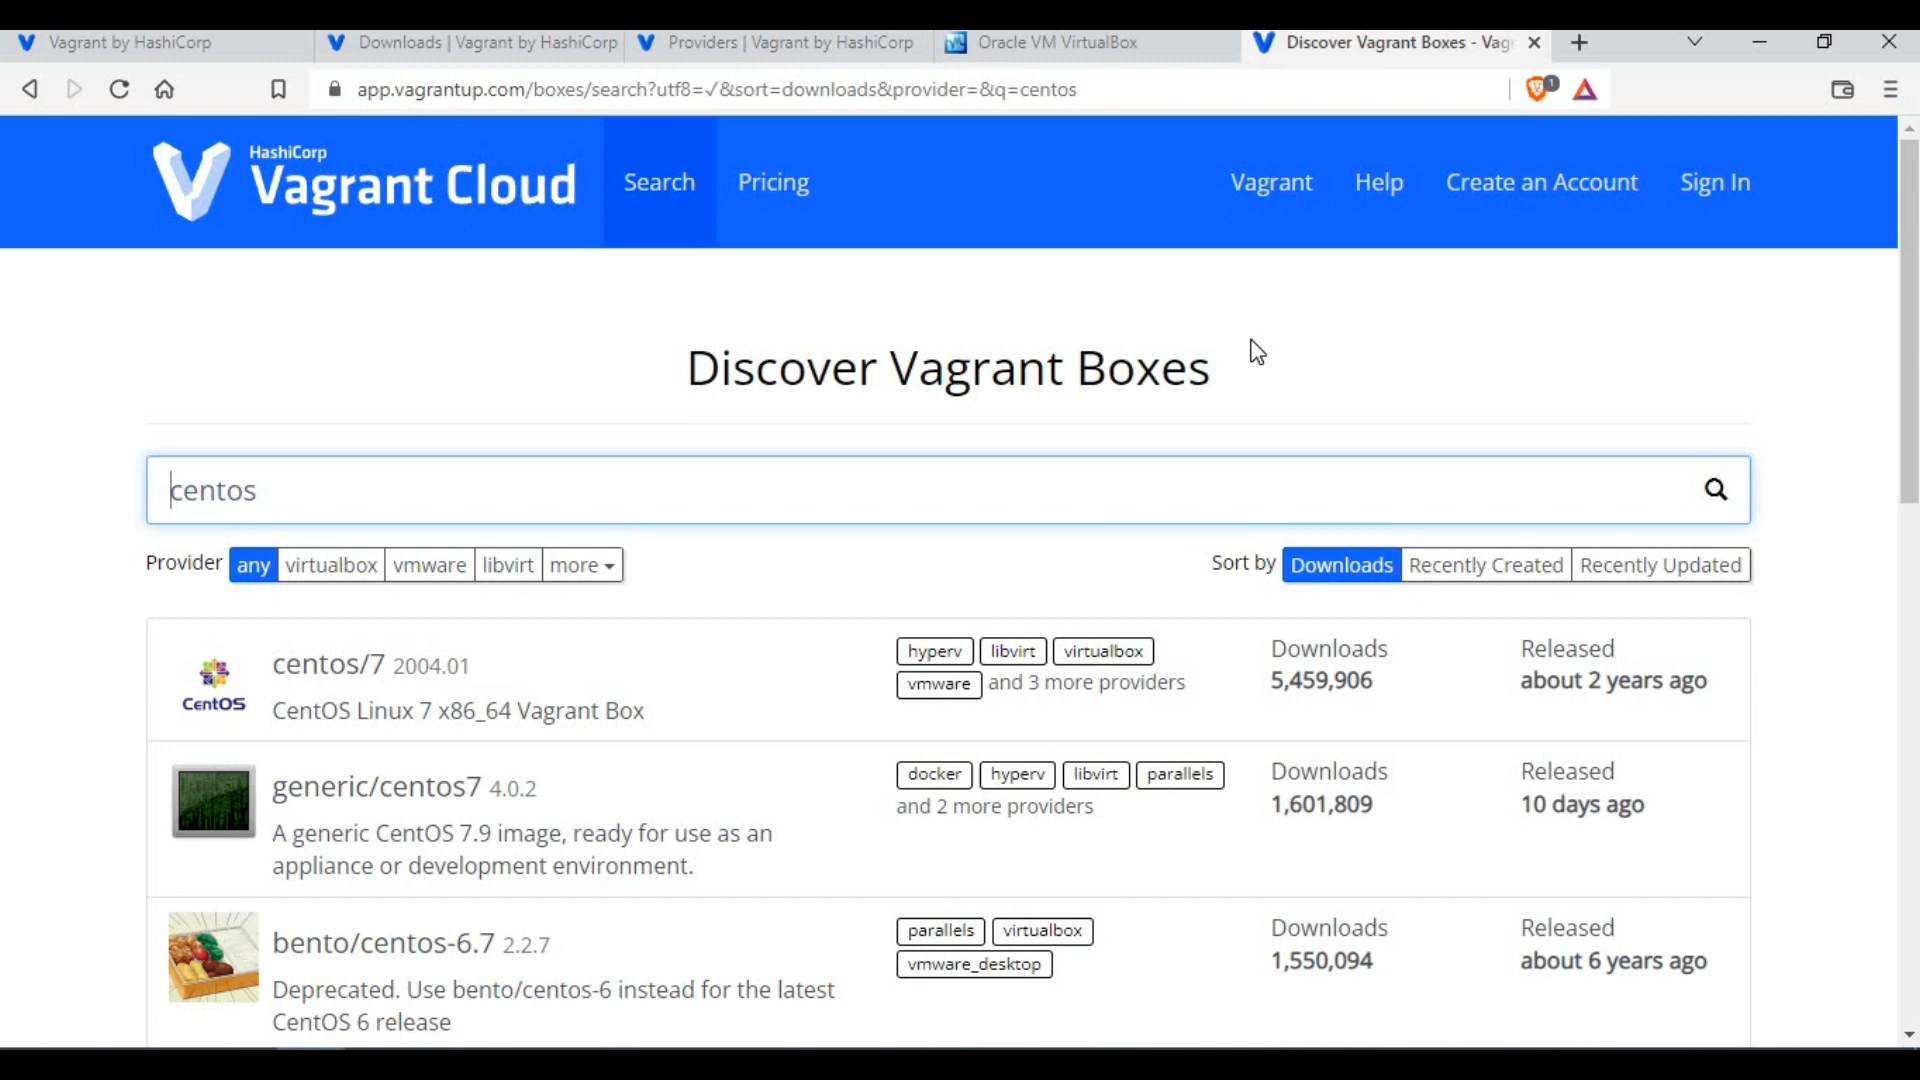 Vagrant by HashiCorp
Downloads | Vagrant by HashiCorp
Providers | Vagrant by HashiCorp
Oracle VM VirtualBox
Discover Vagrant Boxes - Vag
app.vagrantup.com/boxes/search?utf8=✓&sort=downloads&provider=&q=centos
1
HashiCorp
Vagrant Cloud
Search
Pricing
Vagrant
Help
Create an Account
Sign In
Discover Vagrant Boxes
centos
Provider any virtualbox vmware libvirt more
Sort by Downloads Recently Created Recently Updated
CentOS
centos/7 2004.01
CentOS Linux 7 x86_64 Vagrant Box
hyperv libvirt virtualbox
vmware and 3 more providers
Downloads
5,459,906
Released
about 2 years ago
generic/centos7 4.0.2
A generic CentOS 7.9 image, ready for use as an
appliance or development environment.
docker hyperv libvirt parallels
and 2 more providers
Downloads
1,601,809
Released
10 days ago
bento/centos-6.7 2.2.7
Deprecated. Use bento/centos-6 instead for the latest
CentOS 6 release
parallels virtualbox
vmware_desktop
Downloads
1,550,094
Released
about 6 years ago